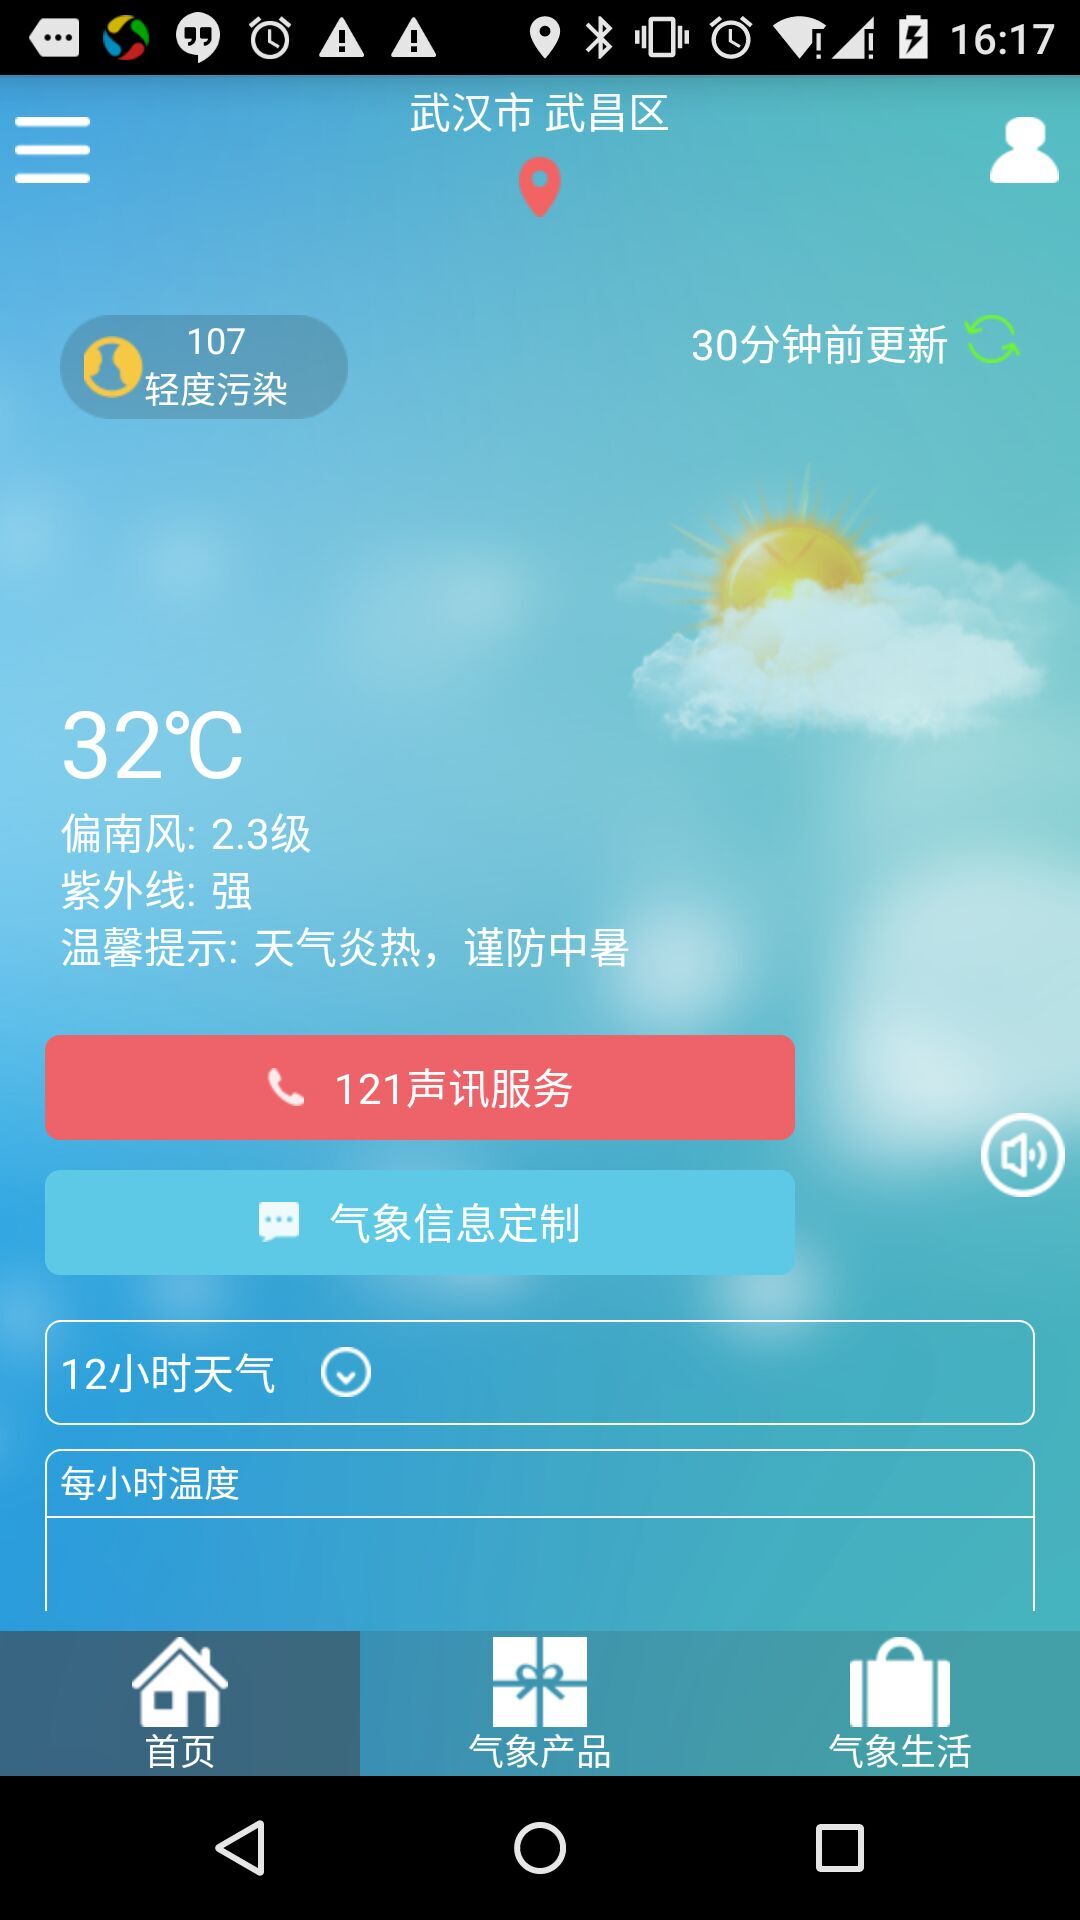 16:17
武汉市 武昌区
107
轻度污染
30分钟前更新
32℃
偏南风: 2.3级
紫外线: 强
温馨提示: 天气炎热，谨防中暑
121声讯服务
气象信息定制
12小时天气
每小时温度
首页
气象产品
气象生活